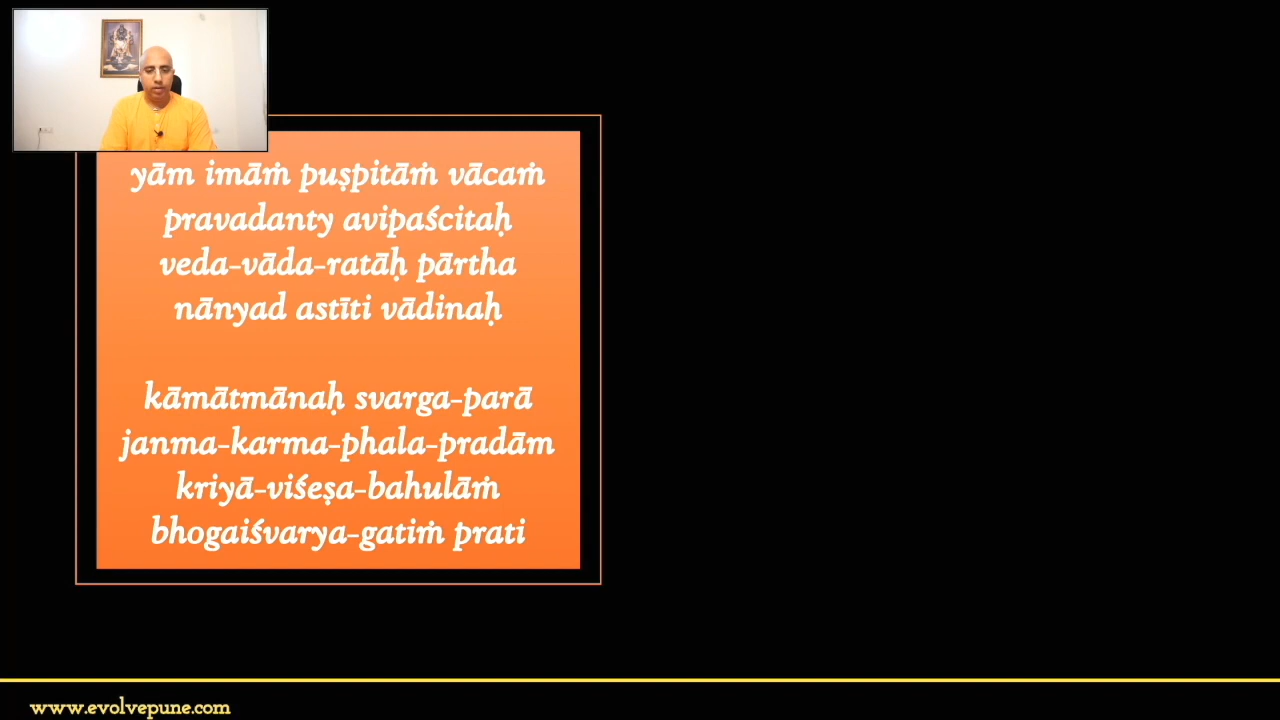 yām imāṁ puṣpitāṁ vācaṁ
pravadanty avipaścitaḥ
veda-vāda-ratāḥ pārtha
nānyad astīti vādinaḥ
kāmātmānaḥ svarga-parā
janma-karma-phala-pradām
kriyā-viśeṣa-bahulāṁ
bhogaiśvarya-gatiṁ prati
www.evolvepune.com